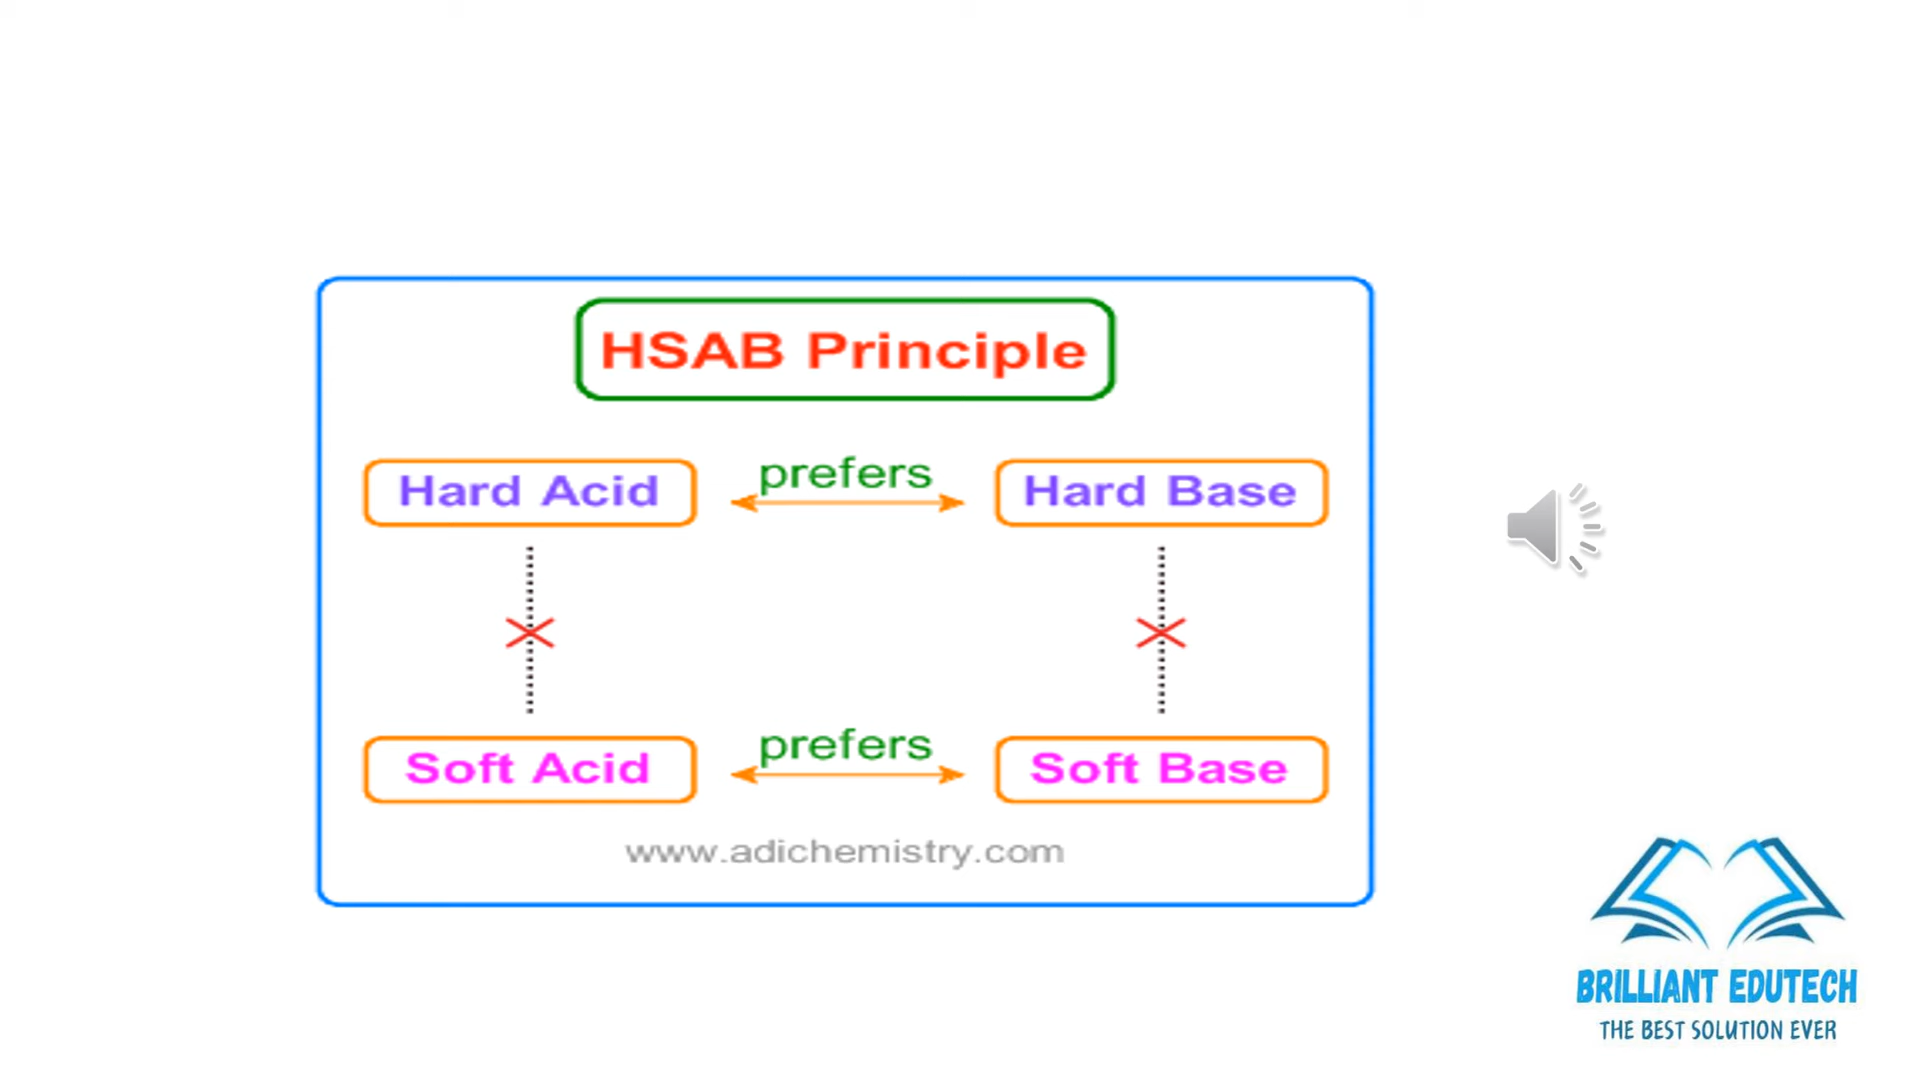 HSAB Principle
Hard Acid prefers Hard Base
Soft Acid prefers Soft Base
www.adichemistry.com
BRILLIANT EDUTECH
THE BEST SOLUTION EVER